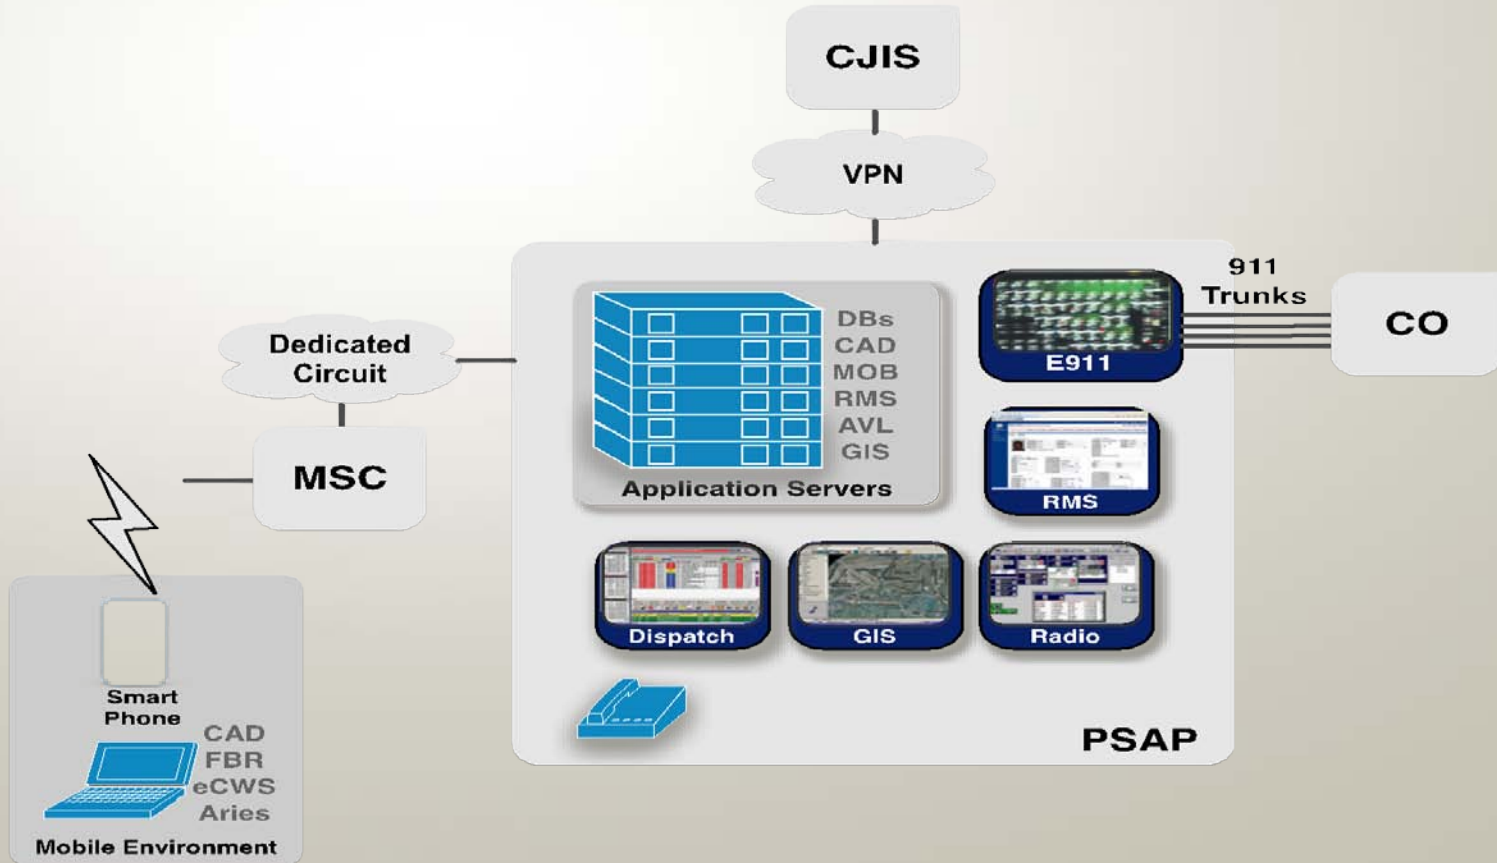 CJIS
VPN
911
Trunks
CO
E911
DBs
CAD
MOB
RMS
AVL
GIS
Application Servers
RMS
Dedicated
Circuit
MSC
Dispatch
GIS
Radio
PSAP
Smart
Phone
CAD
FBR
eCWS
Aries
Mobile Environment